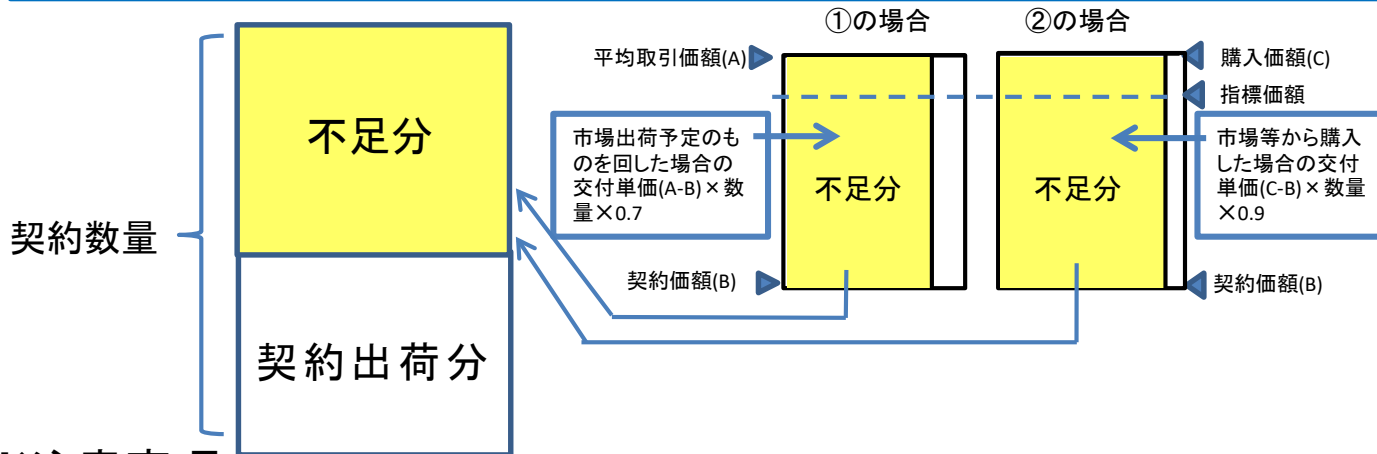 ①の場合
②の場合
平均取引価額(A)
購入価額(C)
指標価額
不足分
市場出荷予定のも
のを回した場合の
交付単価(A-B)×数
量×0.7
不足分
不足分
市場等から購入
した場合の交付
単価(C-B)×数量
×0.9
契約数量
契約価額(B)
契約価額(B)
契約出荷分